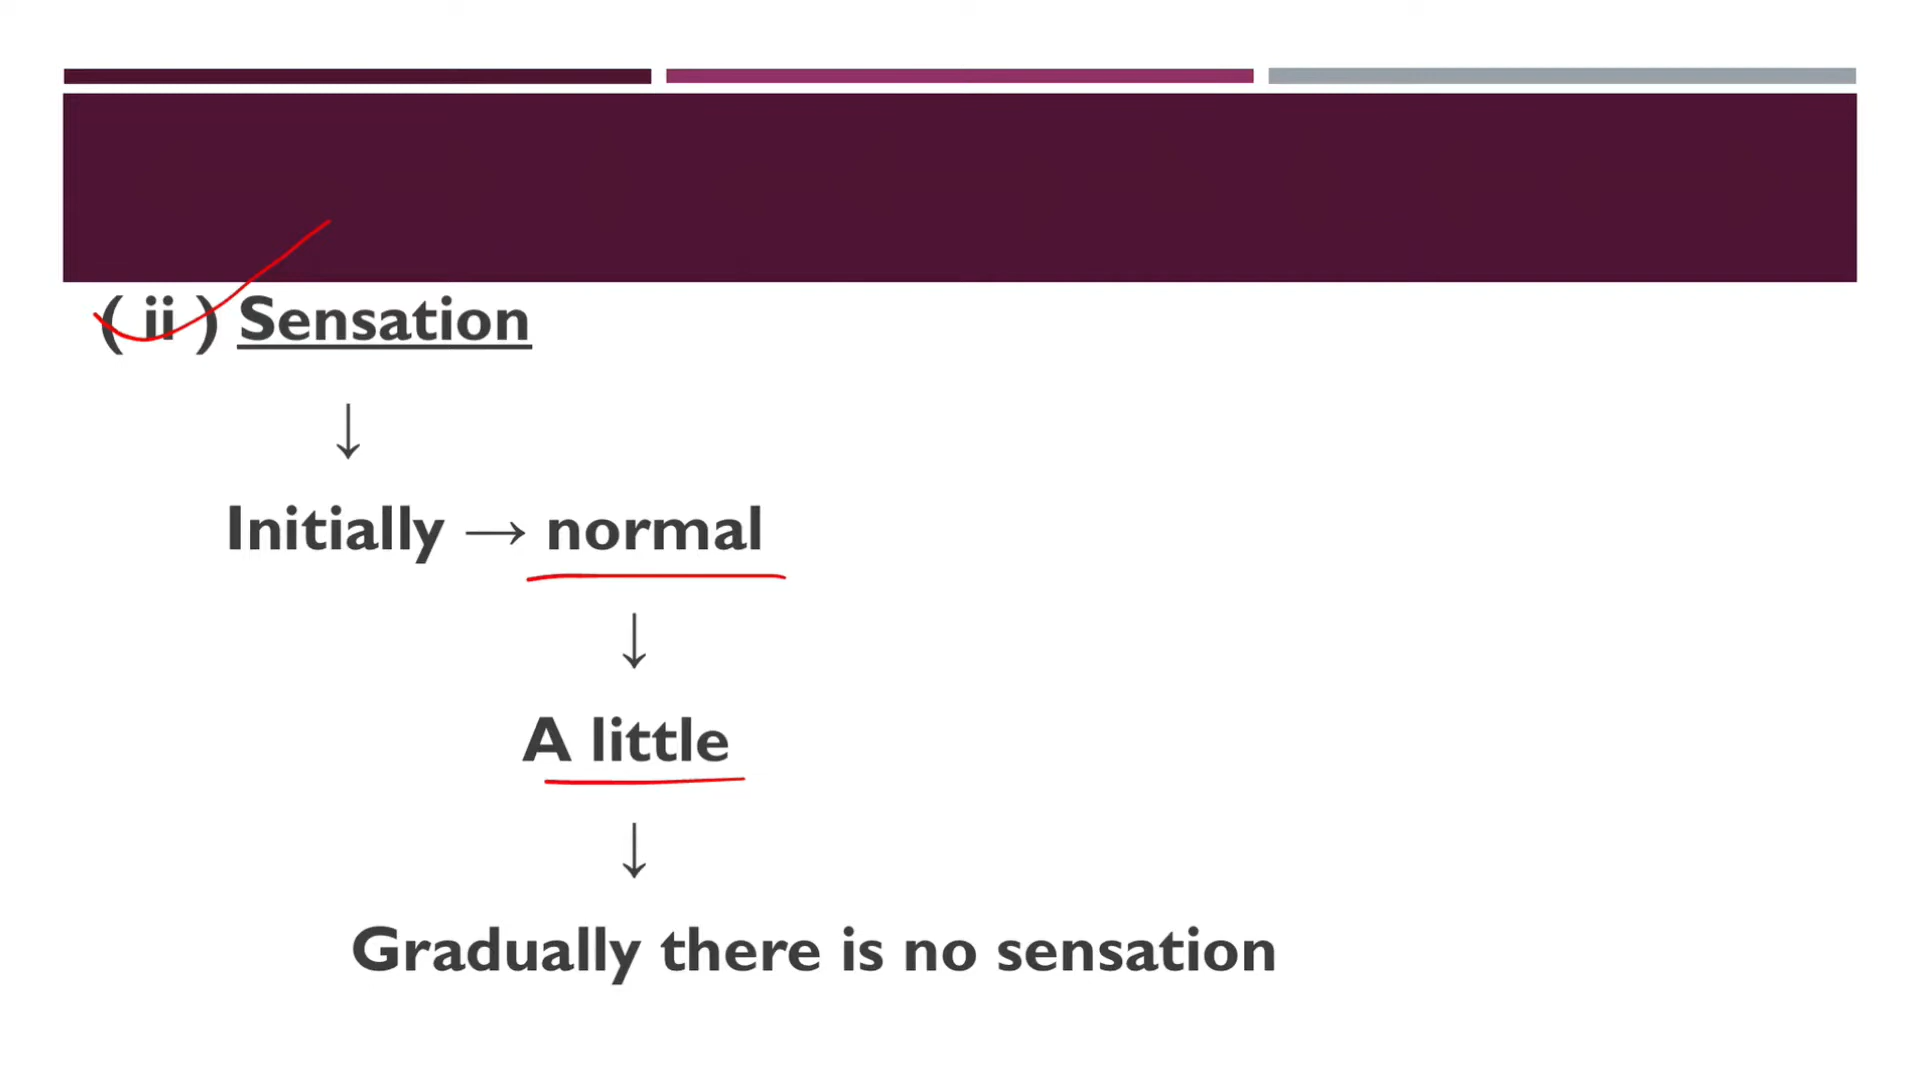 ( ii ) Sensation
↓
Initially → normal
↓
A little
↓
Gradually there is no sensation